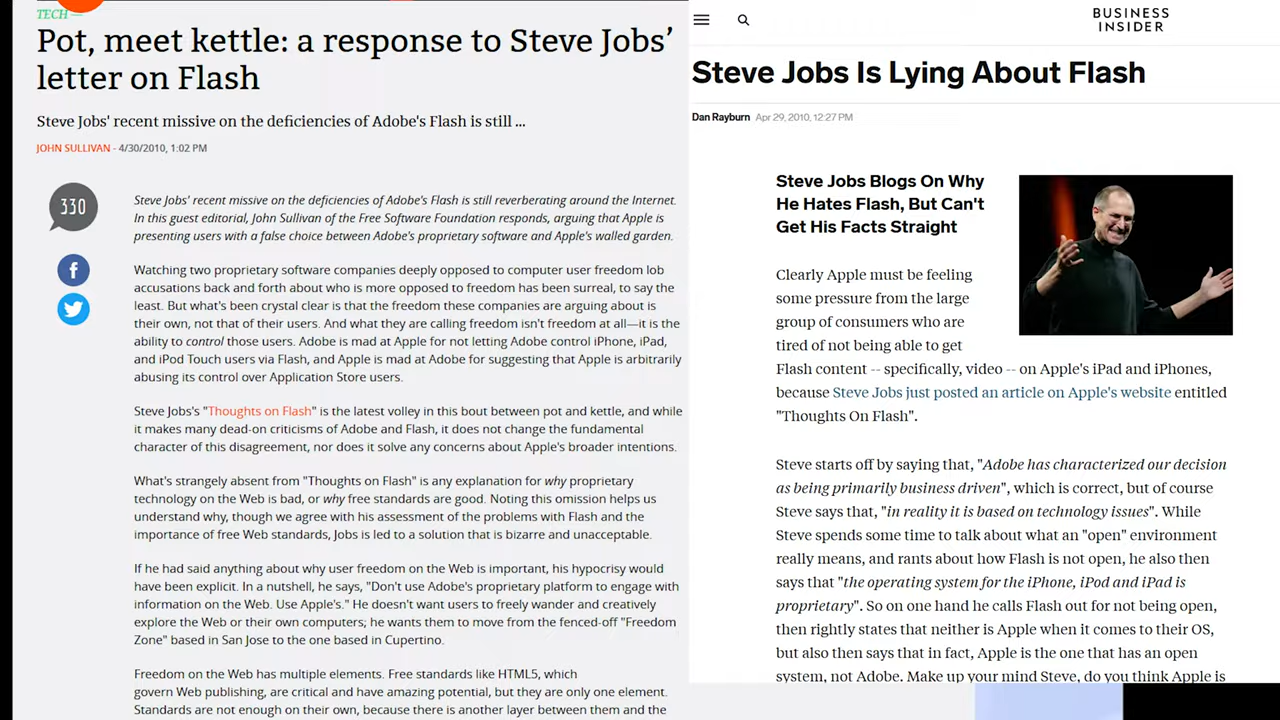 TECH —
Pot, meet kettle: a response to Steve Jobs’
letter on Flash
Steve Jobs' recent missive on the deficiencies of Adobe's Flash is still ...
JOHN SULLIVAN - 4/30/2010, 1:02 PM
330
Steve Jobs' recent missive on the deficiencies of Adobe's Flash is still reverberating around the Internet.
In this guest editorial, John Sullivan of the Free Software Foundation responds, arguing that Apple is
presenting users with a false choice between Adobe's proprietary software and Apple's walled garden.
Watching two proprietary software companies deeply opposed to computer user freedom lob
accusations back and forth about who is more opposed to freedom has been surreal, to say the
least. But what's been crystal clear is that the freedom these companies are arguing about is
their own, not that of their users. And what they are calling freedom isn't freedom at all—it is the
ability to control those users. Adobe is mad at Apple for not letting Adobe control iPhone, iPad,
and iPod Touch users via Flash, and Apple is mad at Adobe for suggesting that Apple is arbitrarily
abusing its control over Application Store users.
Steve Jobs's "Thoughts on Flash" is the latest volley in this bout between pot and kettle, and while
it makes many dead-on criticisms of Adobe and Flash, it does not change the fundamental
character of this disagreement, nor does it solve any concerns about Apple's broader intentions.
What's strangely absent from "Thoughts on Flash" is any explanation for why proprietary
technology on the Web is bad, or why free standards are good. Noting this omission helps us
understand why, though we agree with his assessment of the problems with Flash and the
importance of free Web standards, Jobs is led to a solution that is bizarre and unacceptable.
If he had said anything about why user freedom on the Web is important, his hypocrisy would
have been explicit. In a nutshell, he says, "Don't use Adobe's proprietary platform to engage with
information on the Web. Use Apple's." He doesn't want users to freely wander and creatively
explore the Web or their own computers; he wants them to move from the fenced-off "Freedom
Zone" based in San Jose to the one based in Cupertino.
Freedom on the Web has multiple elements. Free standards like HTML5, which
govern Web publishing, are critical and have amazing potential, but they are only one element.
Standards are not enough on their own, because there is another layer between them and the
BUSINESS
INSIDER
Steve Jobs Is Lying About Flash
Dan Rayburn Apr 29, 2010, 12:27 PM
Steve Jobs Blogs On Why
He Hates Flash, But Can't
Get His Facts Straight
Clearly Apple must be feeling
some pressure from the large
group of consumers who are
tired of not being able to get
Flash content -- specifically, video -- on Apple's iPad and iPhones,
because Steve Jobs just posted an article on Apple's website entitled
"Thoughts On Flash".
Steve starts off by saying that, "Adobe has characterized our decision
as being primarily business driven", which is correct, but of course
Steve says that, "in reality it is based on technology issues". While
Steve spends some time to talk about what an "open" environment
really means, and rants about how Flash is not open, he also then
says that "the operating system for the iPhone, iPod and iPad is
proprietary". So on one hand he calls Flash out for not being open,
then rightly states that neither is Apple when it comes to their OS,
but also then says that in fact, Apple is the one that has an open
system, not Adobe. Make up your mind Steve, do you think Apple is